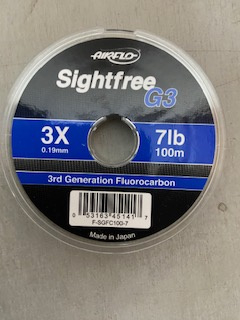 AIRFLO
Sightfree
G3
3X 7lb
0.19mm 100m
3rd Generation Fluorocarbon
0 53163 45141 7
F-SGFC100-7
Made in Japan